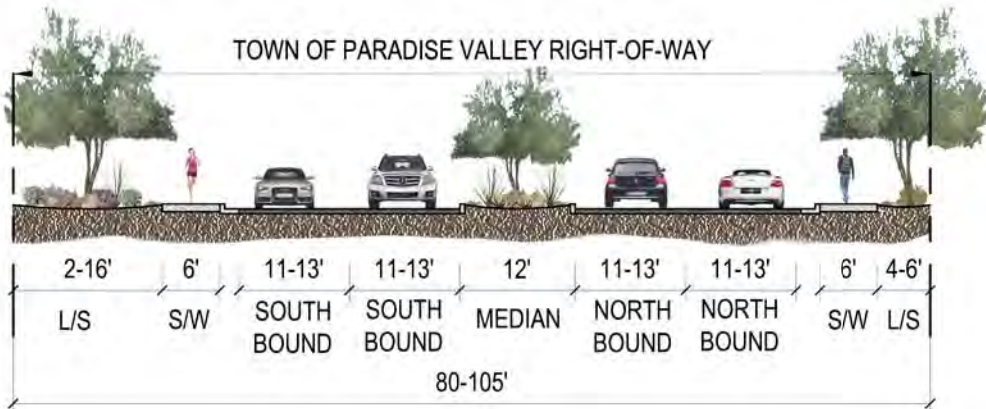 TOWN OF PARADISE VALLEY RIGHT-OF-WAY
2-16' 6' 11-13' 11-13' 12' 11-13' 11-13' 6' 4-6'
L/S S/W SOUTH BOUND SOUTH BOUND MEDIAN NORTH BOUND NORTH BOUND S/W L/S
80-105'